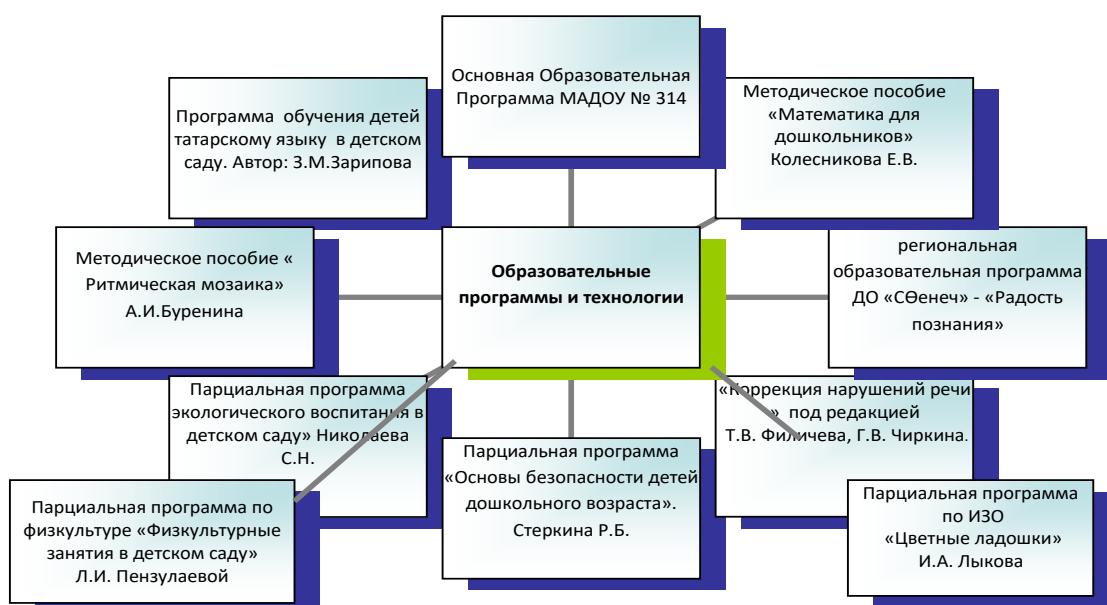 Основная Образовательная
Программа МАДОУ № 314
Программа обучения детей
татарскому языку в детском
саду. Автор: З.М.Зарипова
Методическое пособие
«Математика для
дошкольников»
Колесникова Е.В.
Методическое пособие «
Ритмическая мозаика»
А.И.Буренина
Образовательные
программы и технологии
региональная
образовательная программа
ДО «СӨенеч» - «Радость
познания»
Парциальная программа
экологического воспитания в
детском саду» Николаева
С.Н.
Парциальная программа
«Основы безопасности детей
дошкольного возраста».
Стеркина Р.Б.
«Коррекция нарушений речи
» под редакцией
Т.В. Филичева, Г.В. Чиркина.
Парциальная программа по
физкультуре «Физкультурные
занятия в детском саду»
Л.И. Пензулаевой
Парциальная программа
по ИЗО
«Цветные ладошки»
И.А. Лыкова